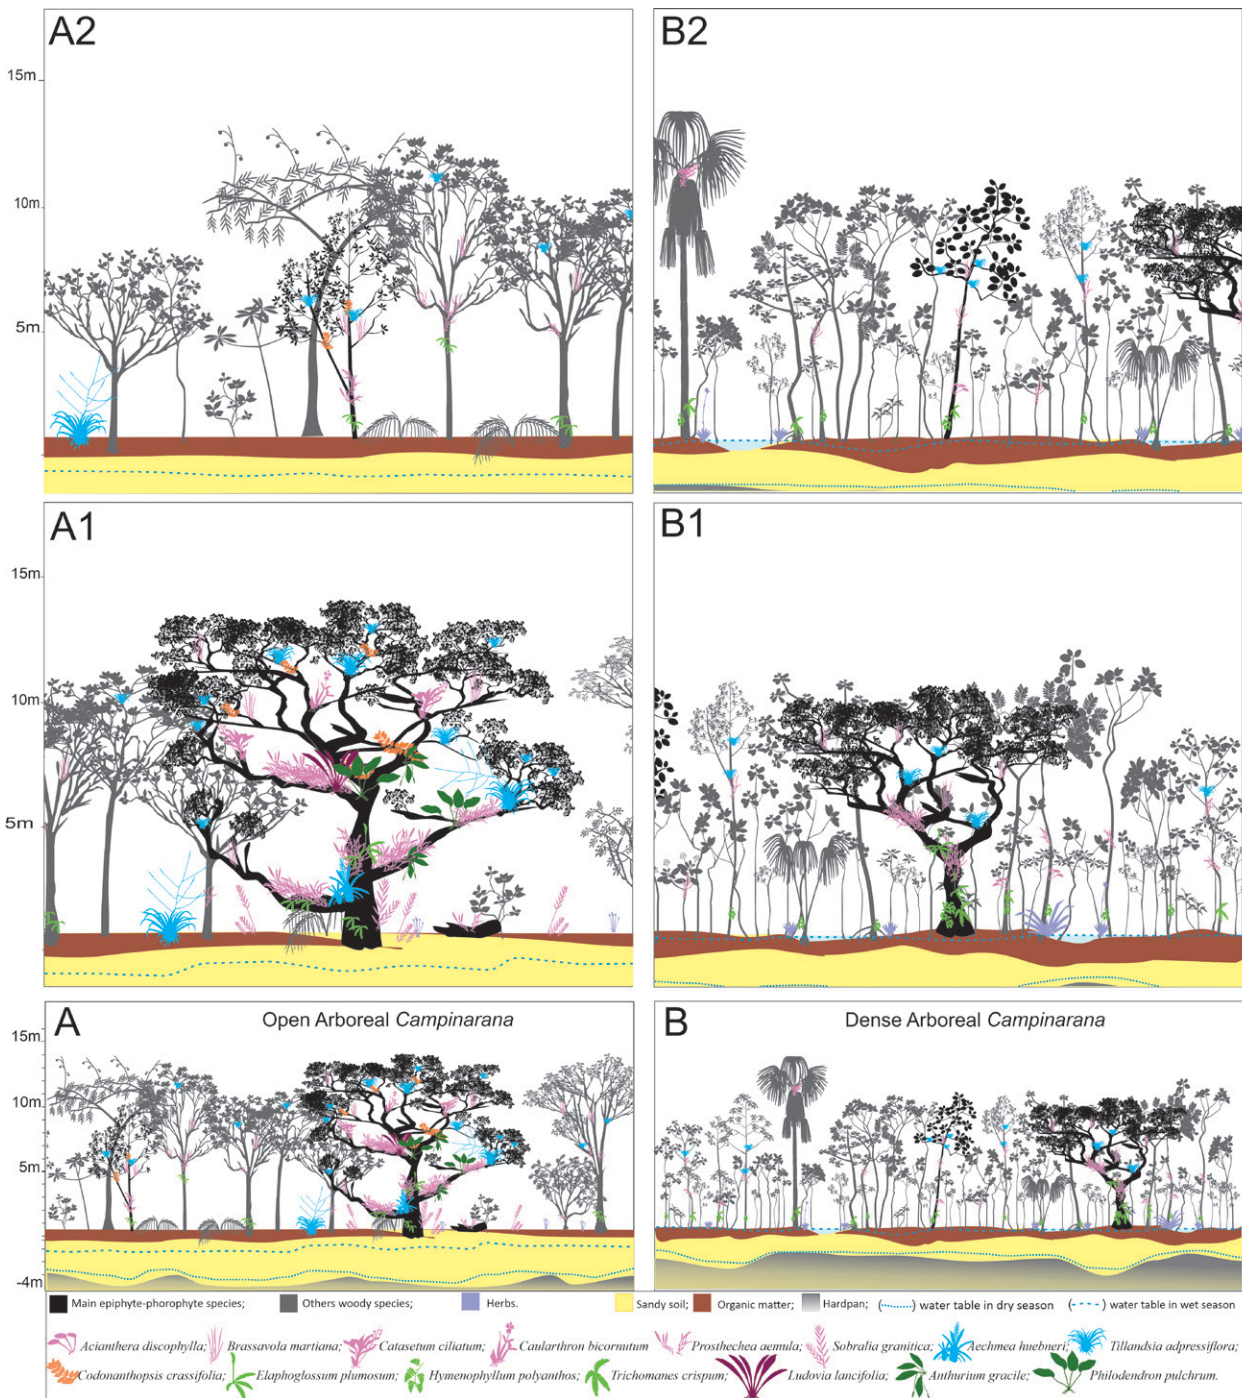 A2
B2
15m
10m
5m
A1
B1
15m
10m
5m
A
Open Arboreal Campinarana
B
Dense Arboreal Campinarana
15m
10m
5m
-4m
Main epiphyte-phorophyte species; Others woody species; Herbs. Sandy soil; Organic matter; Hardpan; ( ) water table in dry season ( ) water table in wet season
Acianthera discophylla; Brassavola martiana; Catasetum ciliatum; Caularthron bicornutum Prosthechea aemula; Sobralia granitica; Aechmea huebneri; Tillandsia adpressiflora;
Codonanthopsis crassifolia; Elaphoglossum plumosum; Hymenophyllum polyanthos; Trichomanes crispum; Ludovia lancifolia; Anthurium gracile; Philodendron pulchrum.